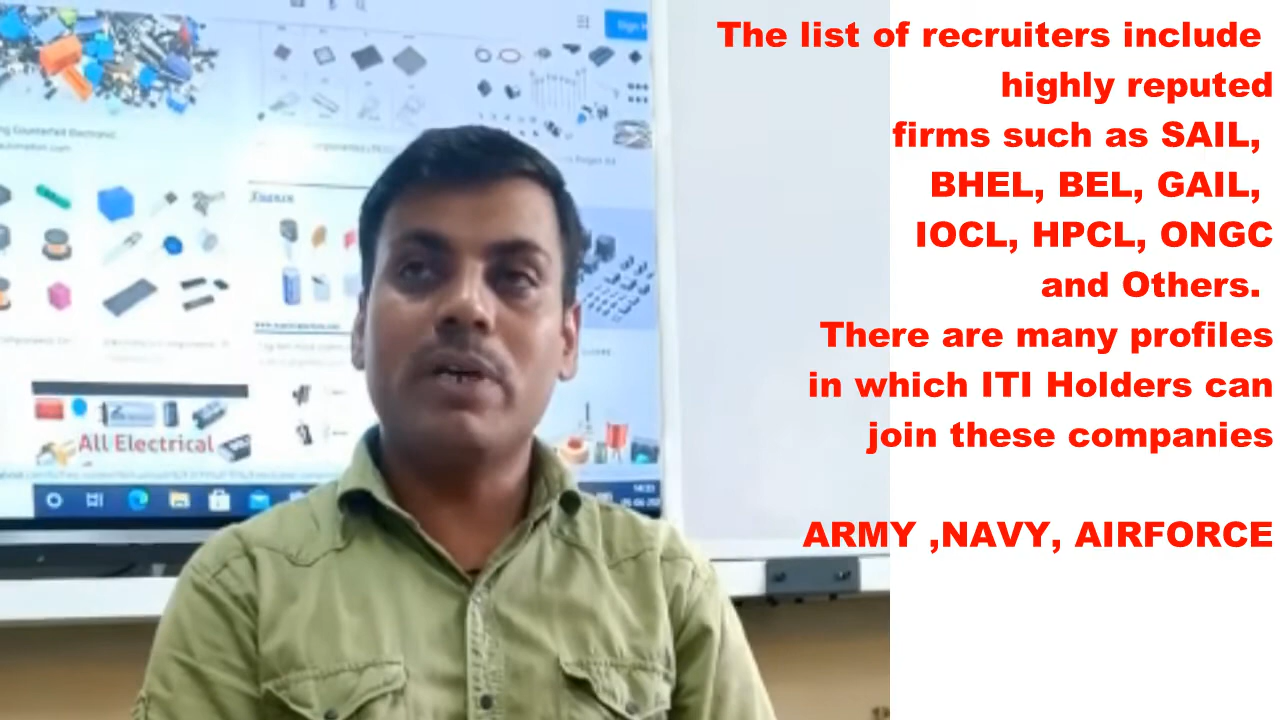 The list of recruiters include
highly reputed
firms such as SAIL,
BHEL, BEL, GAIL,
IOCL, HPCL, ONGC
and Others.
There are many profiles
in which ITI Holders can
join these companies
ARMY ,NAVY, AIRFORCE
All Electrical